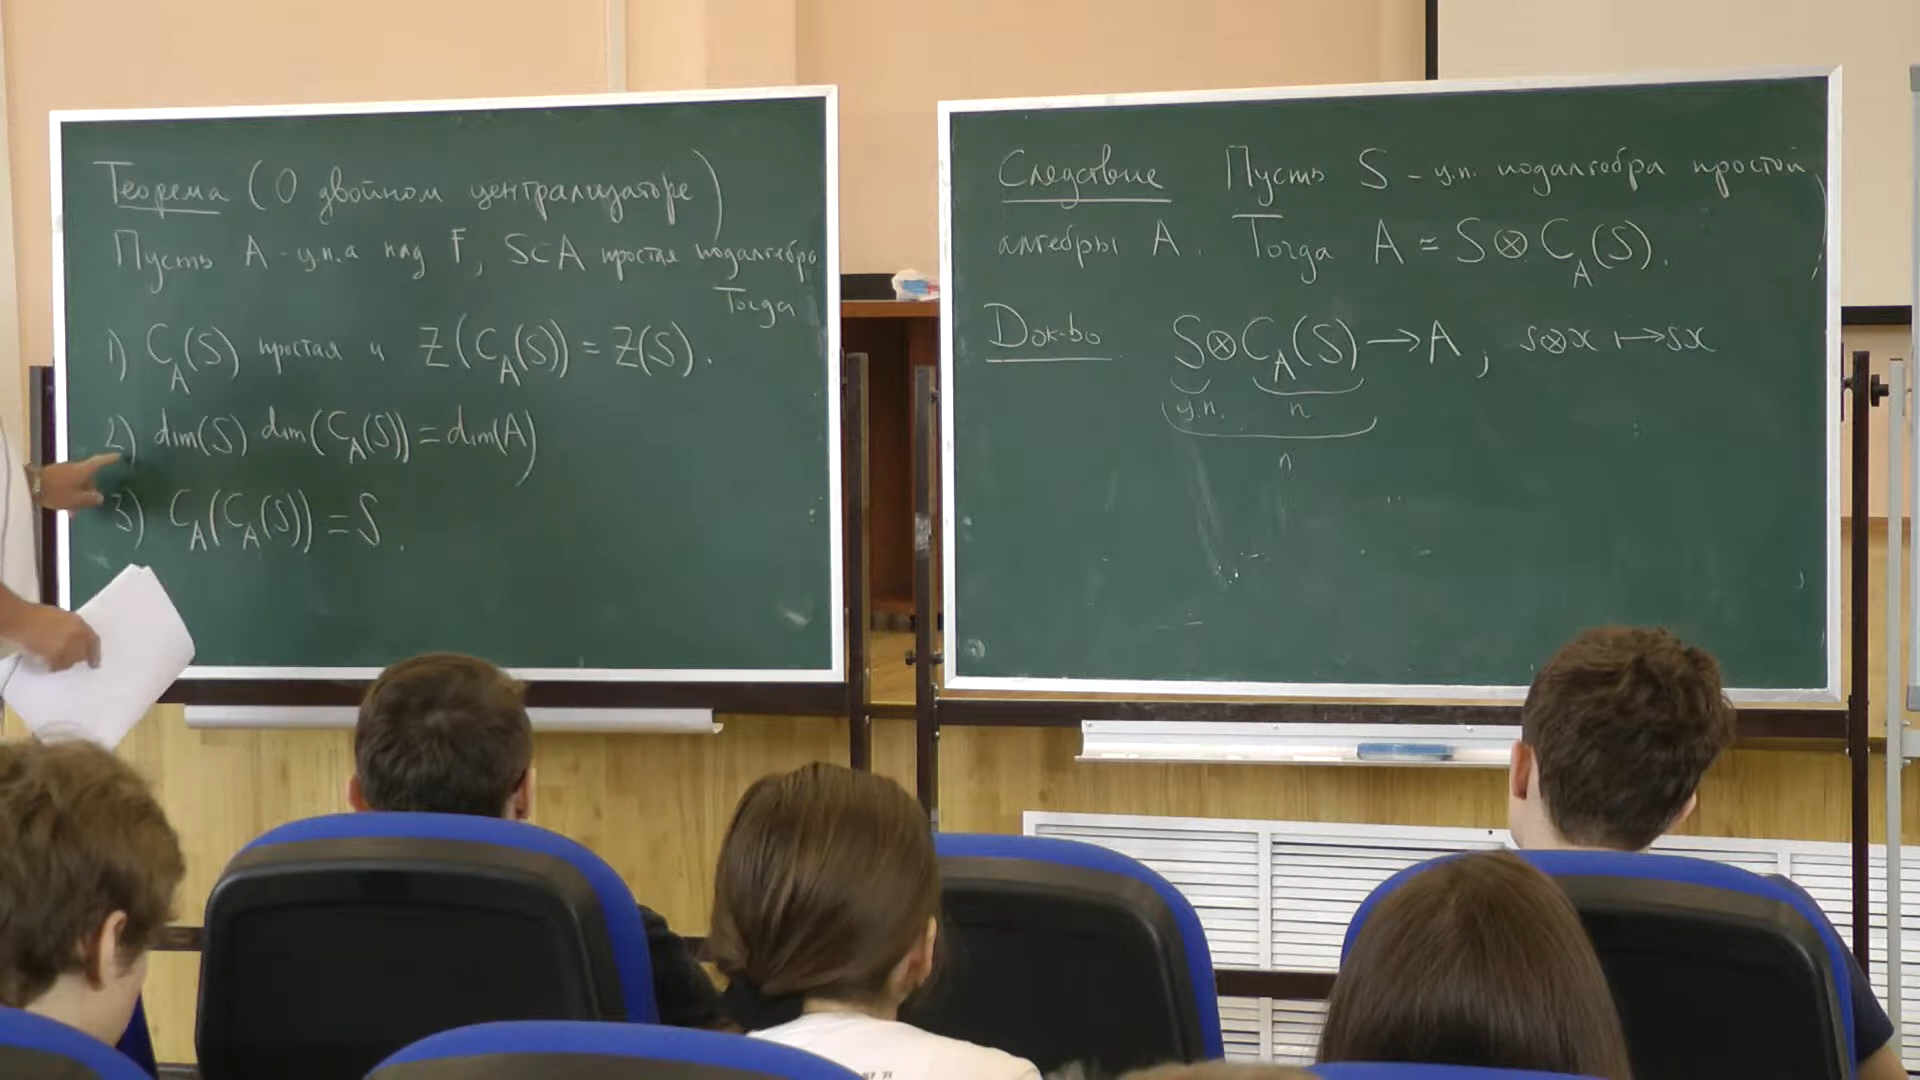 Теорема (О двойном централизаторе)
Пусть A - ц.п.а над F, S⊂A простая подалгебра
Тогда
1) C_A(S) простая и Z(C_A(S)) = Z(S).
2) dim(S) dim(C_A(S)) = dim(A)
3) C_A(C_A(S)) = S.
Следствие Пусть S - ц.п. подалгебра простой
алгебры A. Тогда A ≃ S⊗C_A(S).
Док-во S⊗C_A(S) → A, s⊗x ↦ sx
ц.п. п
п